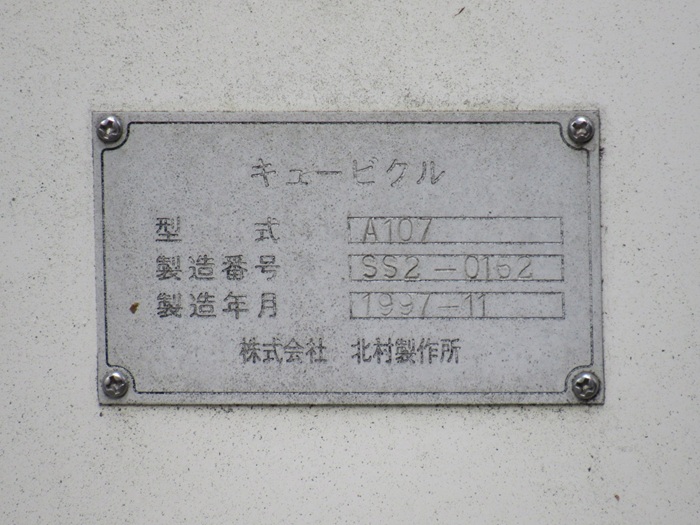 キュービクル
型式 A107
製造番号 SS2-0162
製造年月 1997-11
株式会社 北村製作所